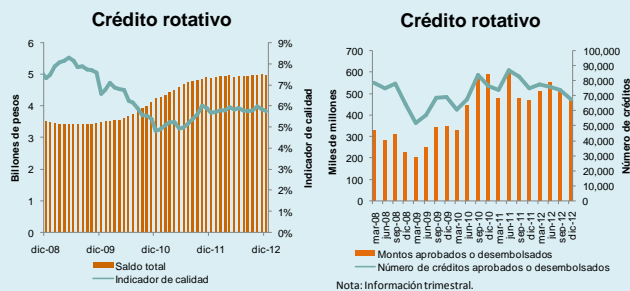 Crédito rotativo
Billones de pesos
6
5
4
3
2
1
0
9%
8%
7%
6%
5%
4%
3%
2%
1%
0%
Indicador de calidad
dic-08
dic-09
dic-10
dic-11
dic-12
Saldo total
Indicador de calidad
Crédito rotativo
Miles de millones
700
600
500
400
300
200
100
0
100,000
90,000
80,000
70,000
60,000
50,000
40,000
30,000
20,000
10,000
Número de créditos
mar-08
jun-08
sep-08
dic-08
mar-09
jun-09
sep-09
dic-09
mar-10
jun-10
sep-10
dic-10
mar-11
jun-11
sep-11
dic-11
mar-12
jun-12
sep-12
dic-12
Montos aprobados o desembolsados
Número de créditos aprobados o desembolsados
Nota: Información trimestral.